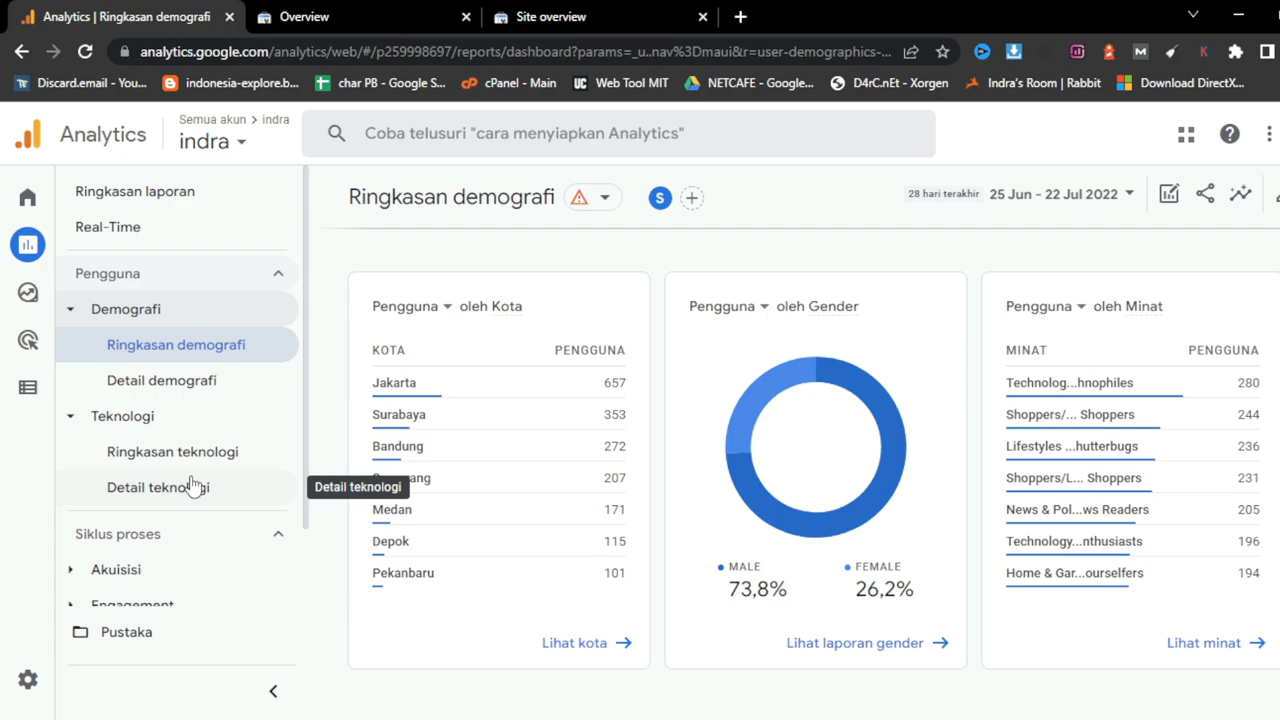 Analytics | Ringkasan demografi
Overview
Site overview
analytics.google.com/analytics/web/#/p259998697/reports/dashboard?params=_u..nav%3Dmaui&r=user-demographics-...
Discard.email - You...
indonesia-explore.b...
char PB - Google S...
cPanel - Main
UC Web Tool MIT
NETCAFE - Google...
D4rC.nEt - Xorgen
Indra's Room | Rabbit
Download DirectX...
Analytics
Semua akun > indra
indra
Coba telusuri "cara menyiapkan Analytics"
Ringkasan laporan
Real-Time
Pengguna
Demografi
Ringkasan demografi
Detail demografi
Teknologi
Ringkasan teknologi
Detail teknologi
Siklus proses
Akuisisi
Engagement
Pustaka
Ringkasan demografi
S
28 hari terakhir 25 Jun - 22 Jul 2022
Pengguna oleh Kota
KOTA PENGGUNA
Jakarta 657
Surabaya 353
Bandung 272
ang 207
Medan 171
Depok 115
Pekanbaru 101
Lihat kota
Detail teknologi
Pengguna oleh Gender
MALE FEMALE
73,8% 26,2%
Lihat laporan gender
Pengguna oleh Minat
MINAT PENGGUNA
Technolog...hnophiles 280
Shoppers/... Shoppers 244
Lifestyles ...hutterbugs 236
Shoppers/L... Shoppers 231
News & Pol...ws Readers 205
Technology...nthusiasts 196
Home & Gar...ourselfers 194
Lihat minat